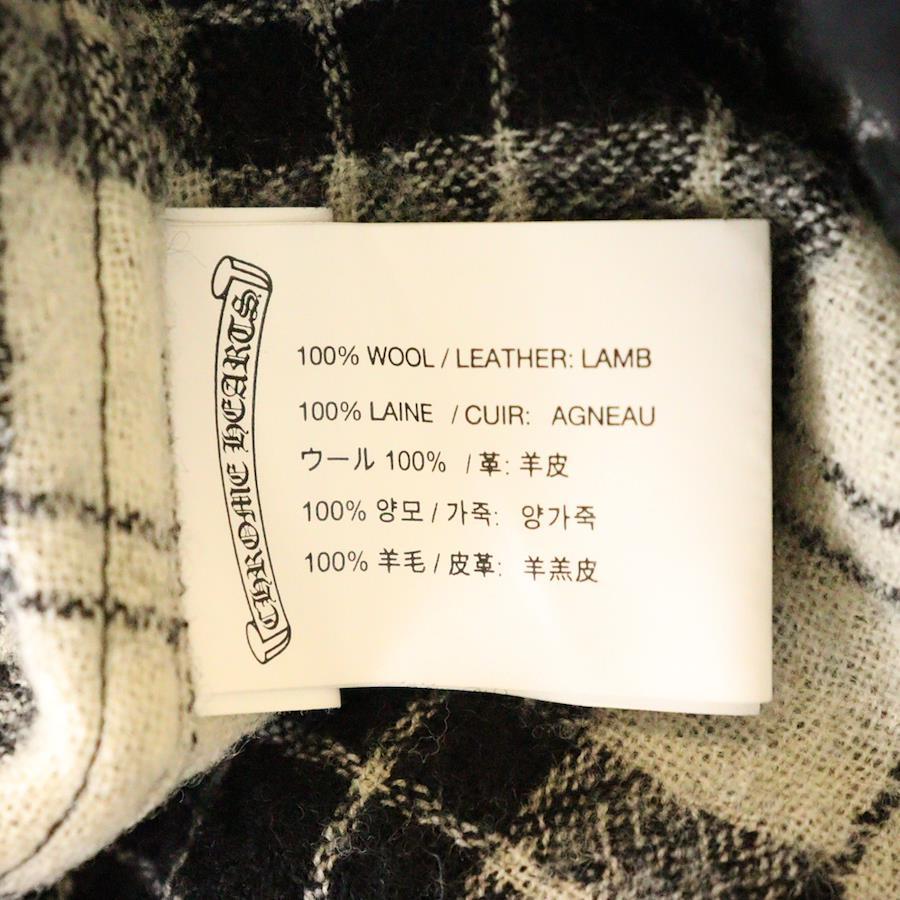 CHROME HEARTS
100% WOOL / LEATHER: LAMB
100% LAINE / CUIR: AGNEAU
ウール 100% / 革: 羊皮
100% 양모 / 가죽: 양가죽
100% 羊毛 / 皮革: 羊羔皮